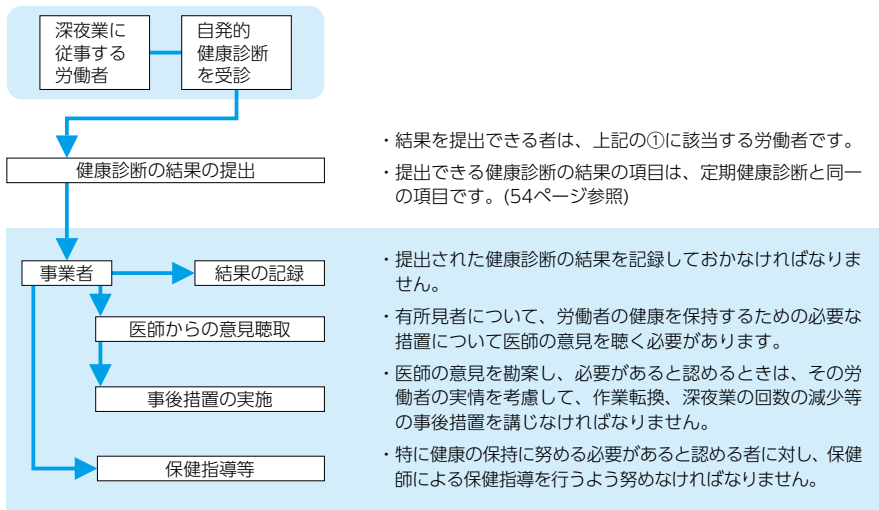 深夜業に
従事する
労働者
自発的
健康診断
を受診
健康診断の結果の提出
・結果を提出できる者は、上記の①に該当する労働者です。
・提出できる健康診断の結果の項目は、定期健康診断と同一
の項目です。(54ページ参照)
事業者
結果の記録
医師からの意見聴取
事後措置の実施
保健指導等
・提出された健康診断の結果を記録しておかなければなりま
せん。
・有所見者について、労働者の健康を保持するための必要な
措置について医師の意見を聴く必要があります。
・医師の意見を勘案し、必要があると認めるときは、その労
働者の実情を考慮して、作業転換、深夜業の回数の減少等
の事後措置を講じなければなりません。
・特に健康の保持に努める必要があると認める者に対し、保健
師による保健指導を行うよう努めなければなりません。